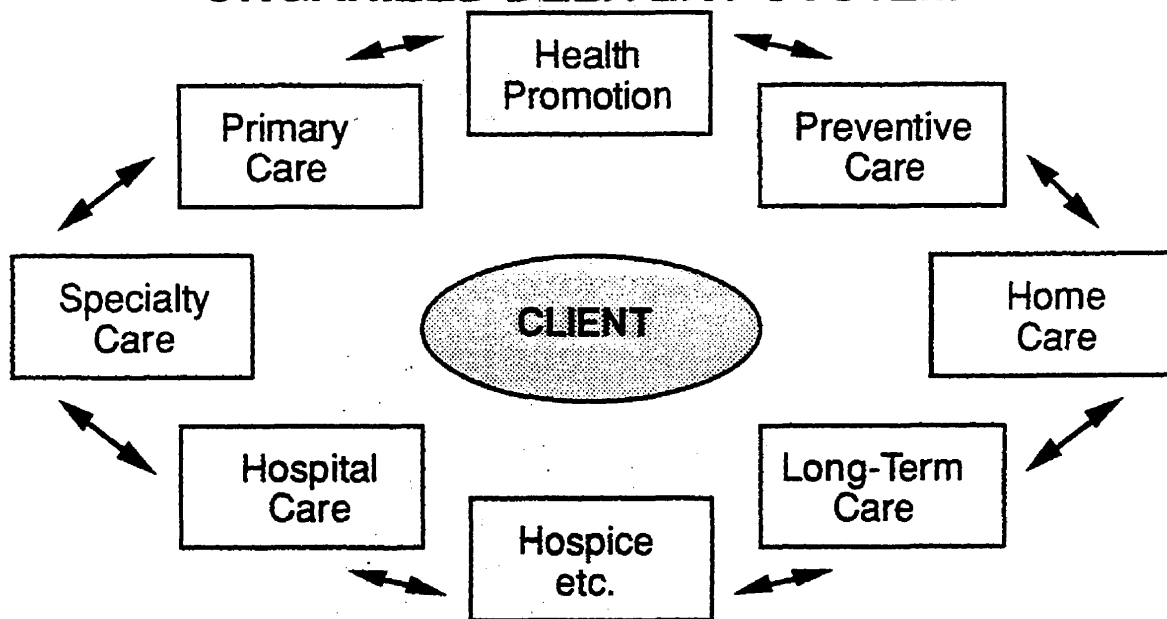 Health
Promotion
Primary
Care
Preventive
Care
Specialty
Care
CLIENT
Home
Care
Hospital
Care
Long-Term
Care
Hospice
etc.